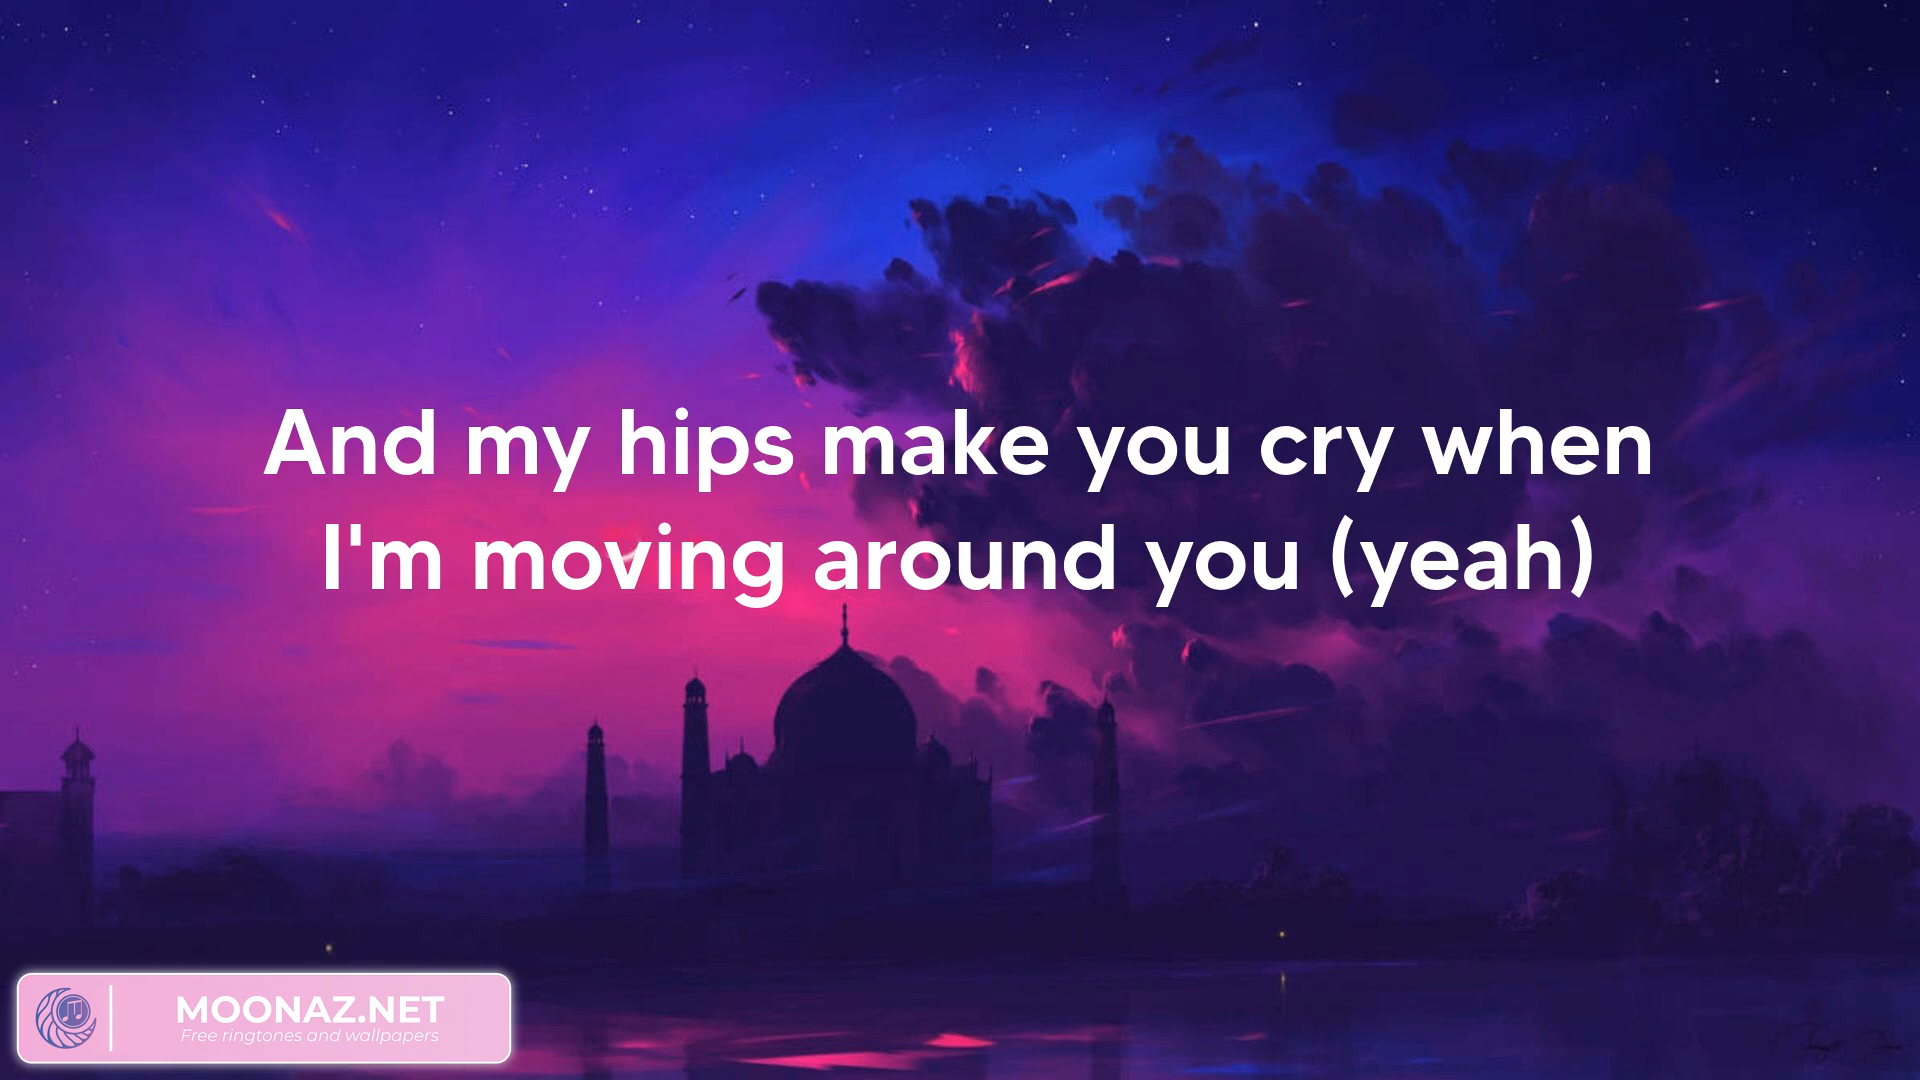 And my hips make you cry when
I'm moving around you (yeah)
MOONAZ.NET
Free ringtones and wallpapers